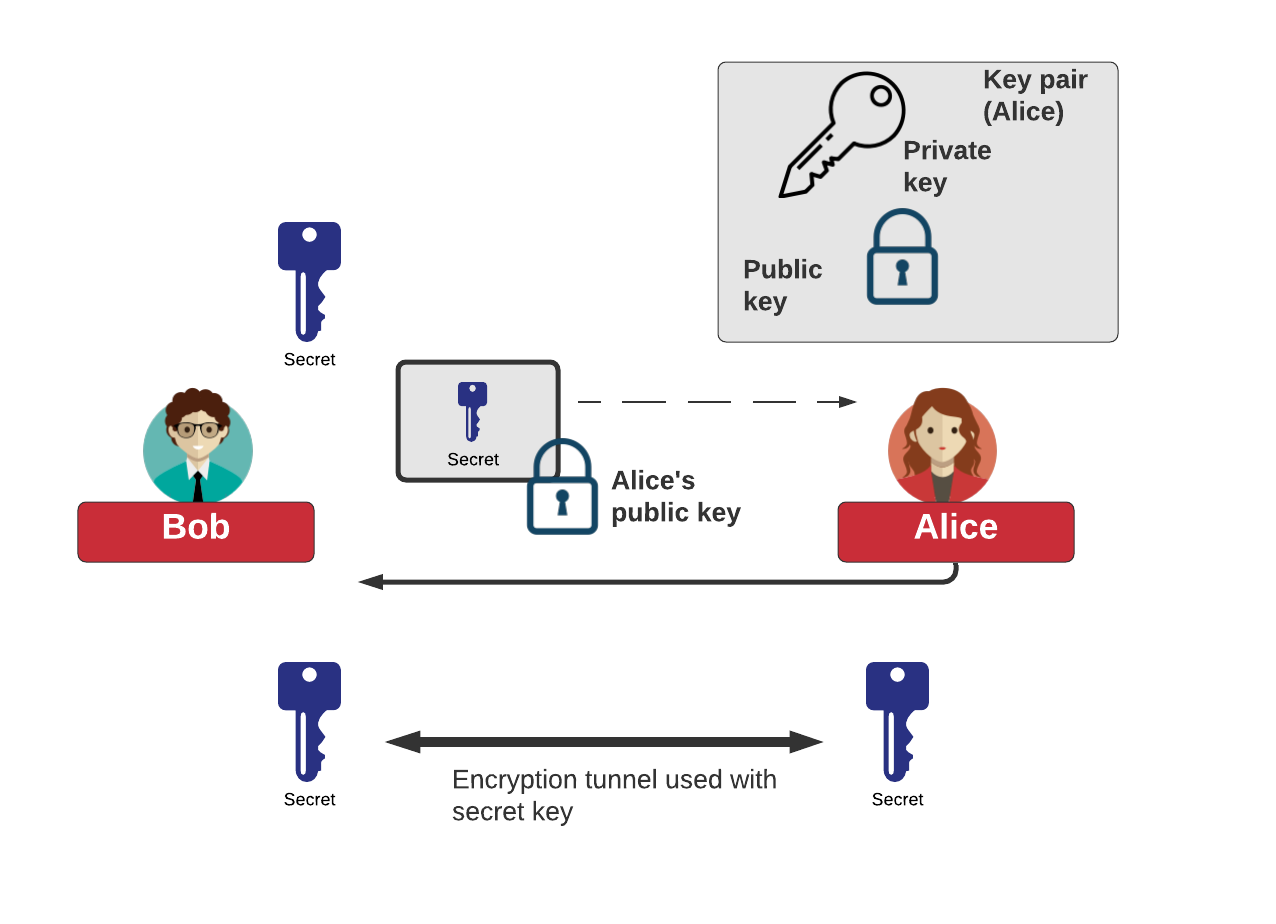 Key pair
(Alice)
Private
key
Public
key
Secret
Secret
Alice's
public key
Bob
Alice
Secret
Secret
Encryption tunnel used with
secret key